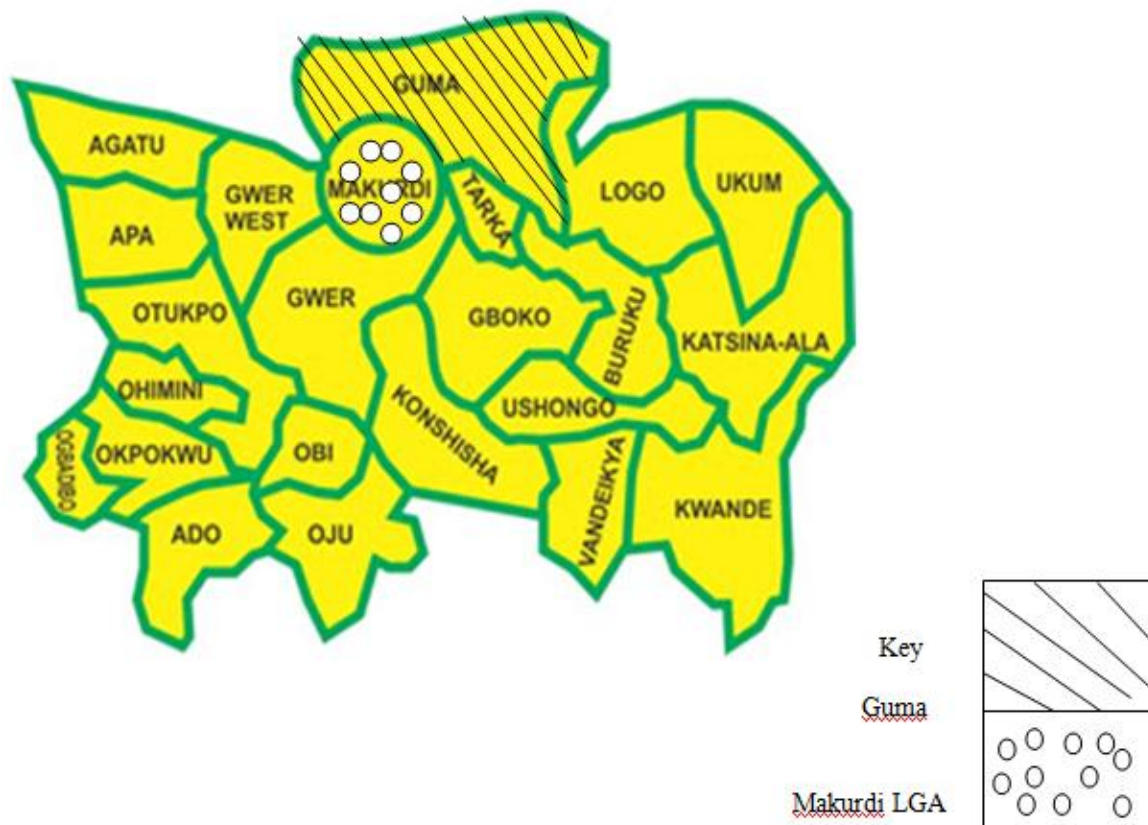 GUMA
AGATU
MAKURDI
GWER
WEST
TARKA
LOGO
UKUM
APA
OTUKPO
GWER
GBOKO
BURUKU
KATSINA-ALA
OHIMINI
KONSHISHA
USHONGO
OGBADIBO
OKPOKWU
OBI
VANDEIKYA
KWANDE
ADO
OJU
Key
Guma
Makurdi LGA